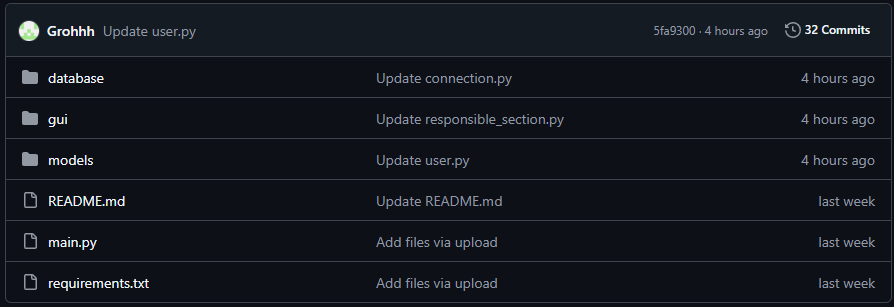 Grohhh Update user.py 5fa9300 · 4 hours ago 32 Commits
database Update connection.py 4 hours ago
gui Update responsible_section.py 4 hours ago
models Update user.py 4 hours ago
README.md Update README.md last week
main.py Add files via upload last week
requirements.txt Add files via upload last week